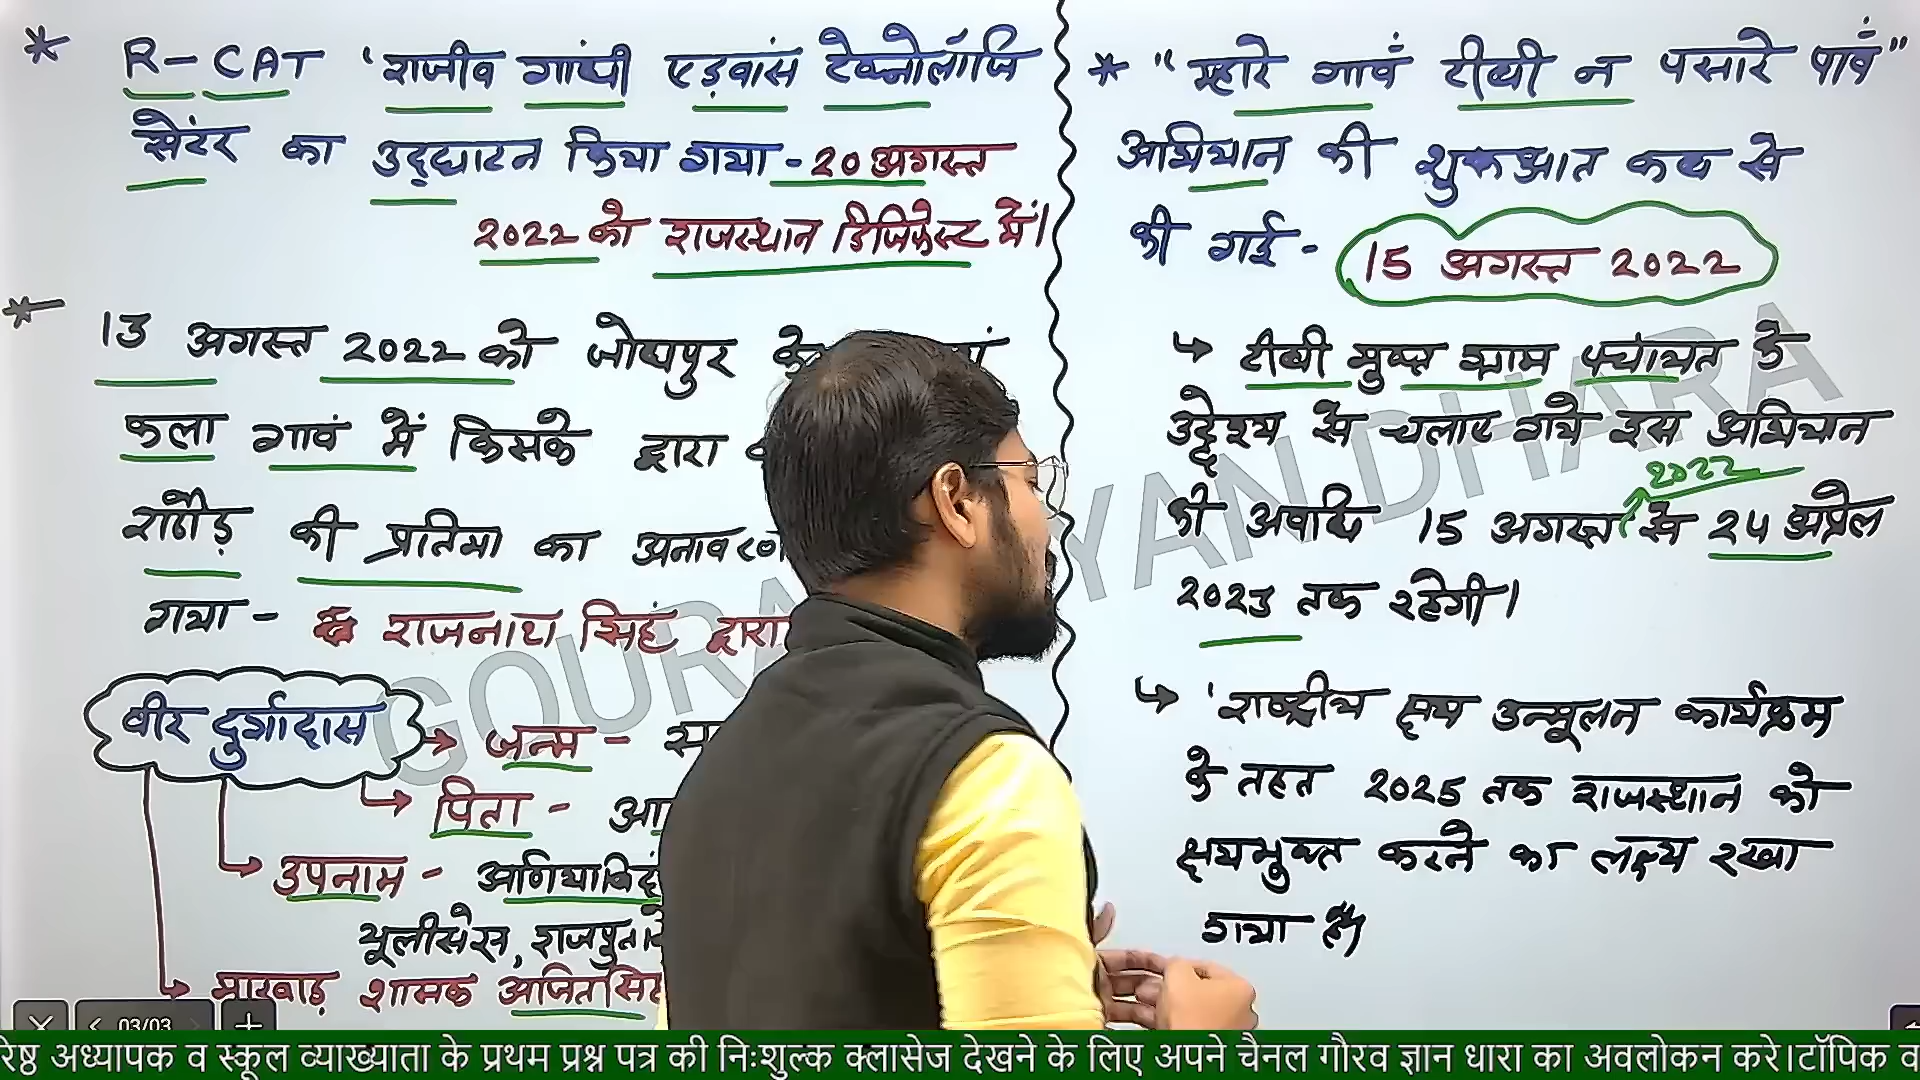 * R-CAT 'राजीव गांधी एडवांस टेक्नोलॉजि
सेंटर का उद्घाटन किया गया - 20 अगस्त
2022 को राजस्थान डिजिफेस्ट में।
* 13 अगस्त 2022 को जोधपुर के
कला गावं में किसके द्वारा
राठौड़ की प्रतिमा का अनावरण
गया - राजनाथ सिंह द्वारा
वीर दुर्गादास
जन्म -
पिता -
उपनाम -
मारवाड़ शासक अजितसिंह
* "म्हारे गावं टीबी न पसारे पावं"
अभियान की शुरूआत कब से
की गई - 15 अगस्त 2022
↳ टीबी मुक्त ग्राम पंचायत के
उद्देश्य से चलाए गये इस अभियान
2022
की अवधि 15 अगस्त से 24 अप्रैल
2023 तक रहेगी।
↳ 'राष्ट्रीय क्षय उन्मूलन कार्यक्रम
के तहत 2025 तक राजस्थान को
क्षयमुक्त करने का लक्ष्य रखा
गया है।
03/03
रिष्ठ अध्यापक व स्कूल व्याख्याता के प्रथम प्रश्न पत्र की निःशुल्क क्लासेज देखने के लिए अपने चैनल गौरव ज्ञान धारा का अवलोकन करे।टॉपिक व